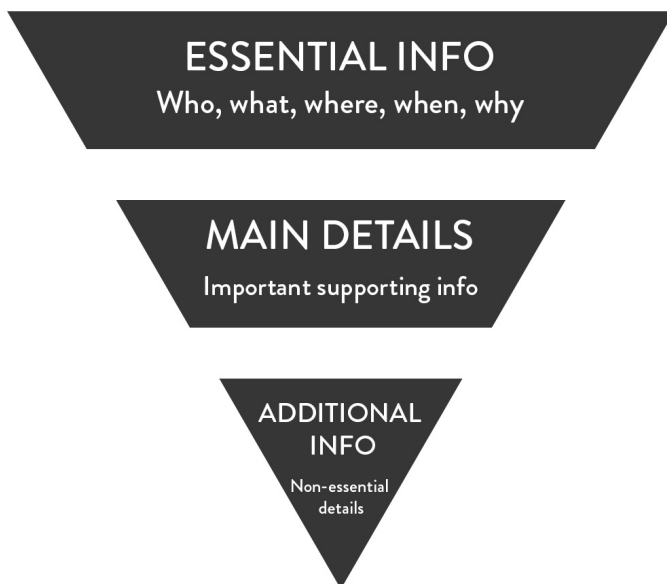 ESSENTIAL INFO
Who, what, where, when, why
MAIN DETAILS
Important supporting info
ADDITIONAL
INFO
Non-essential
details